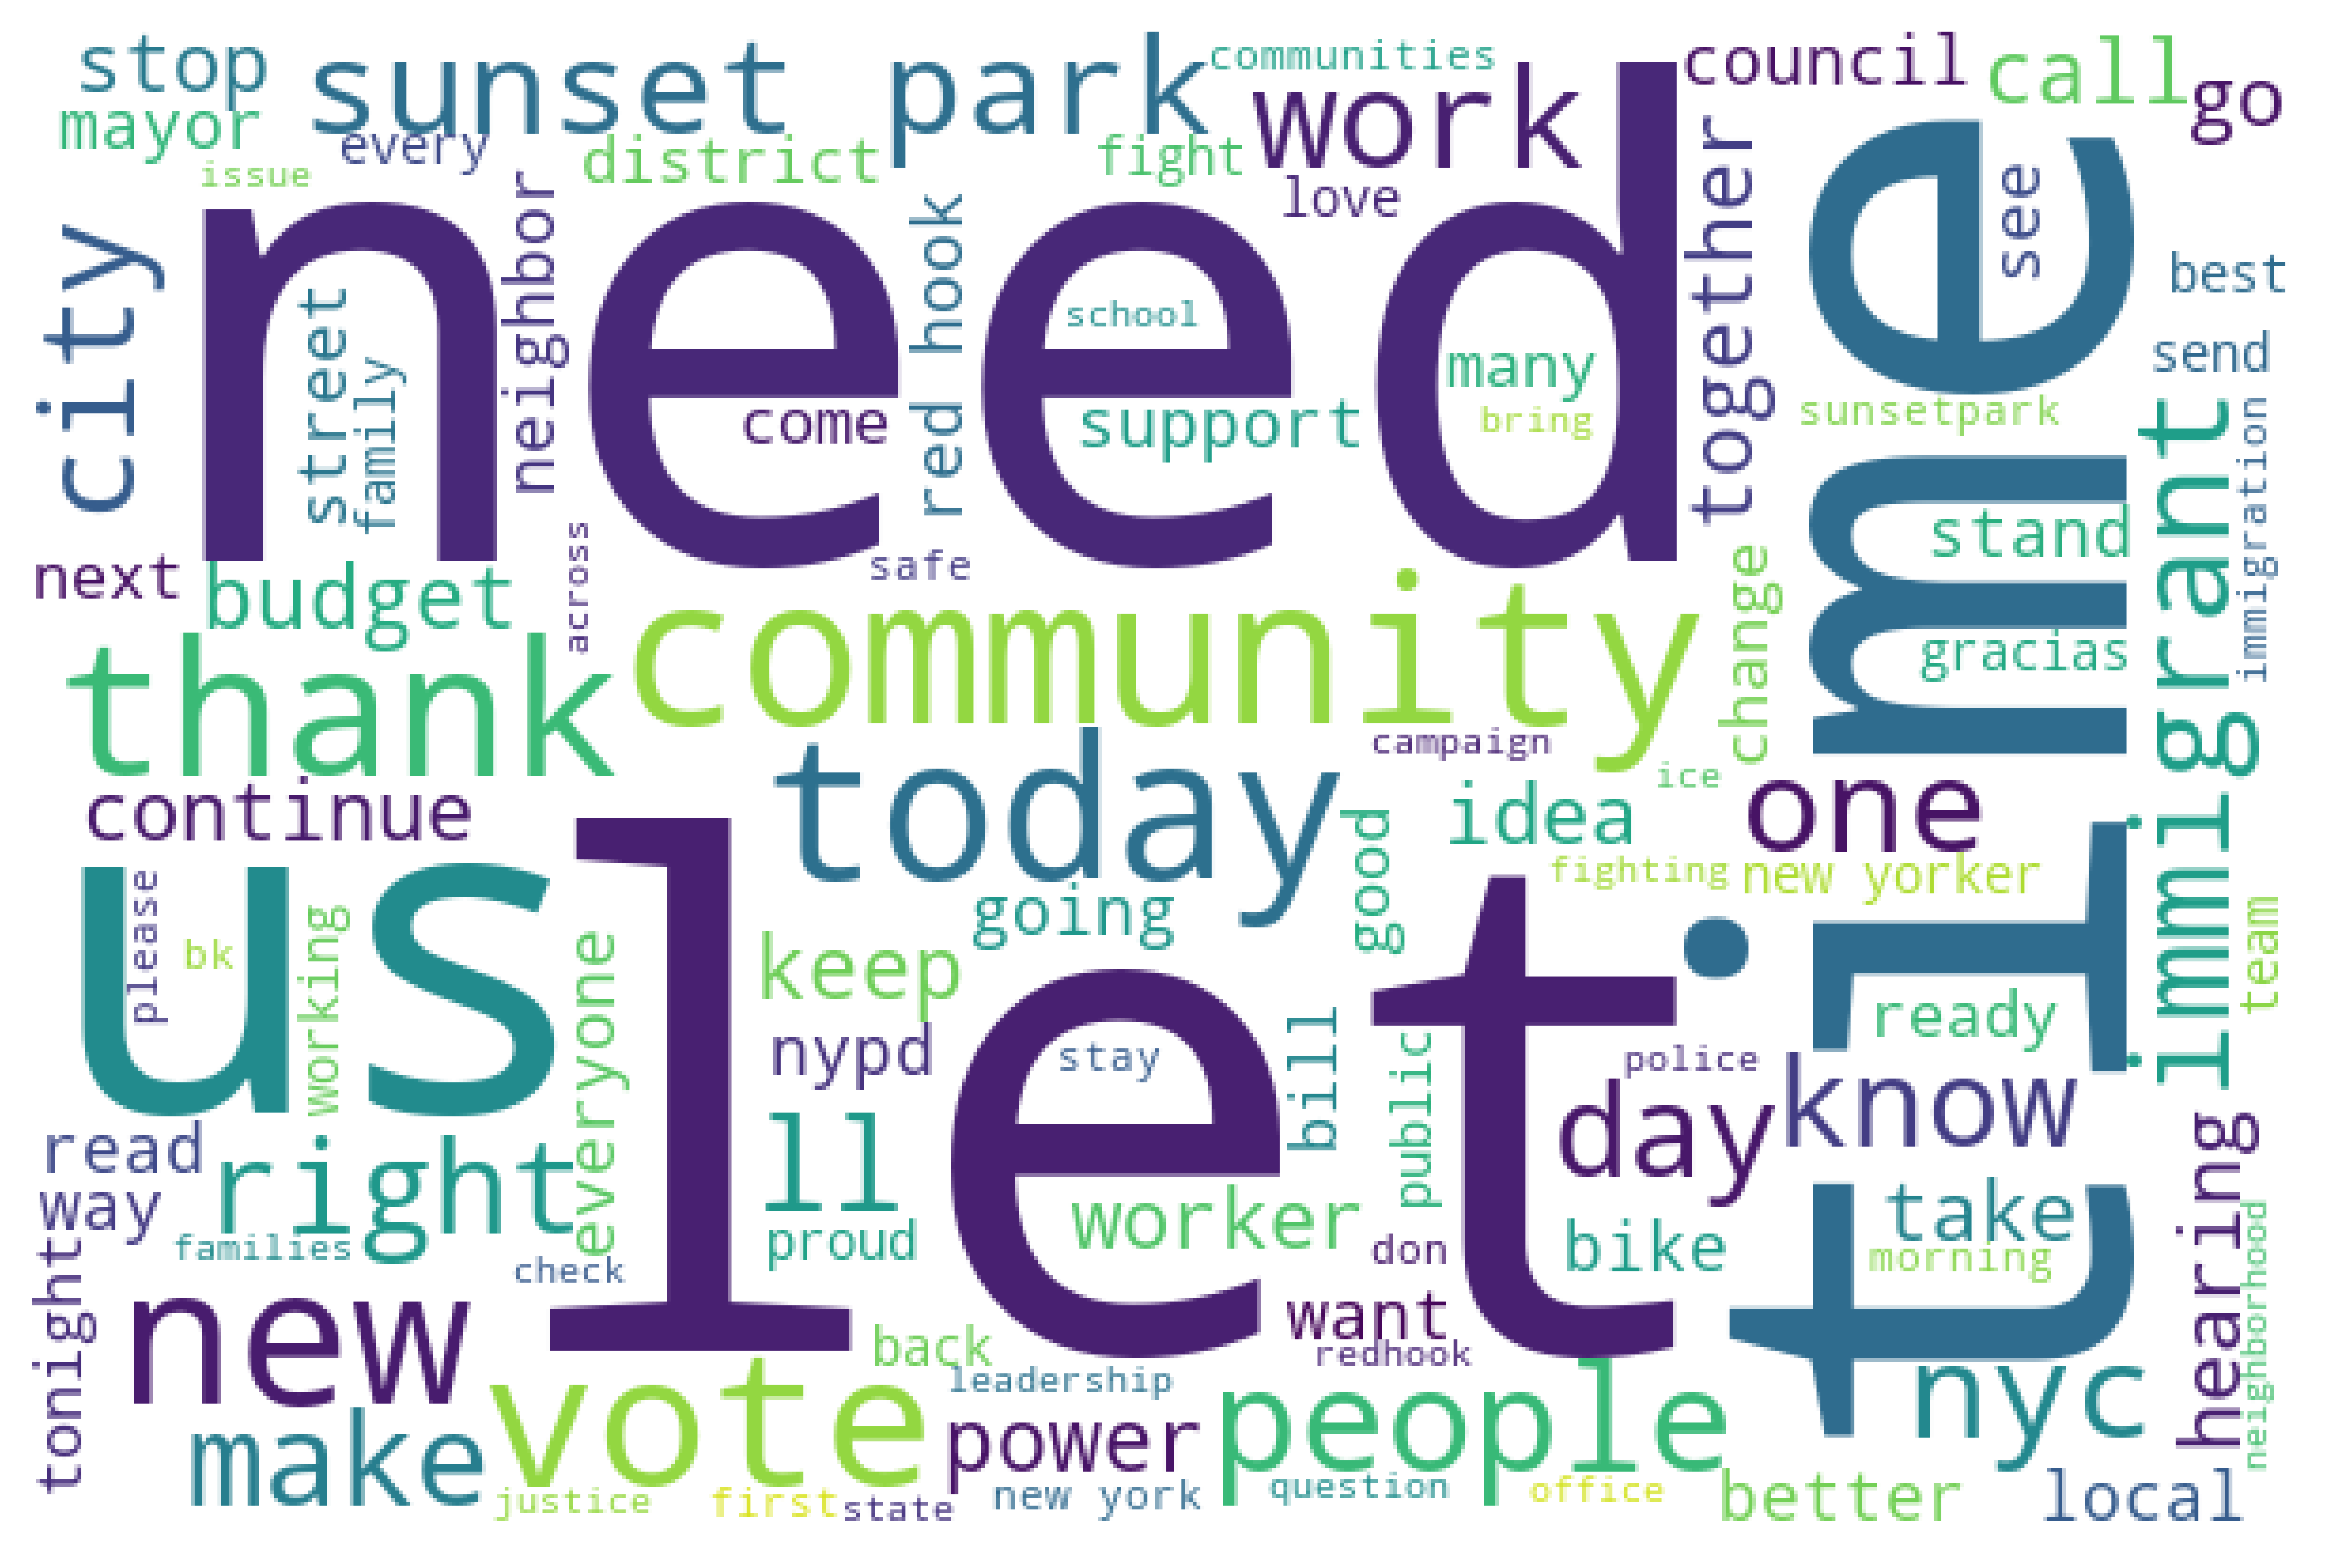 stop
sunset park
communities
council
call
go
mayor
every
issue
district
fight
work
love
together
see
need
time
city
neighbor
red hook
best
street
family
school
many
send
come
support
bring
sunsetpark
immigrant
immigration
next
budget
across
safe
stand
community
change
gracias
thank
today
campaign
ice
continue
idea
one
us
let
good
fighting
new yorker
please
bk
working
everyone
keep
going
team
ready
nypd
stay
bill
public
police
day
know
read
right
ll
way
families
check
proud
worker
don
bike
take
morning
hearing
neighborhood
tonight
new
want
back
redhook
leadership
make
vote
power
people
nyc
justice
first
state
new york
question
office
better
local